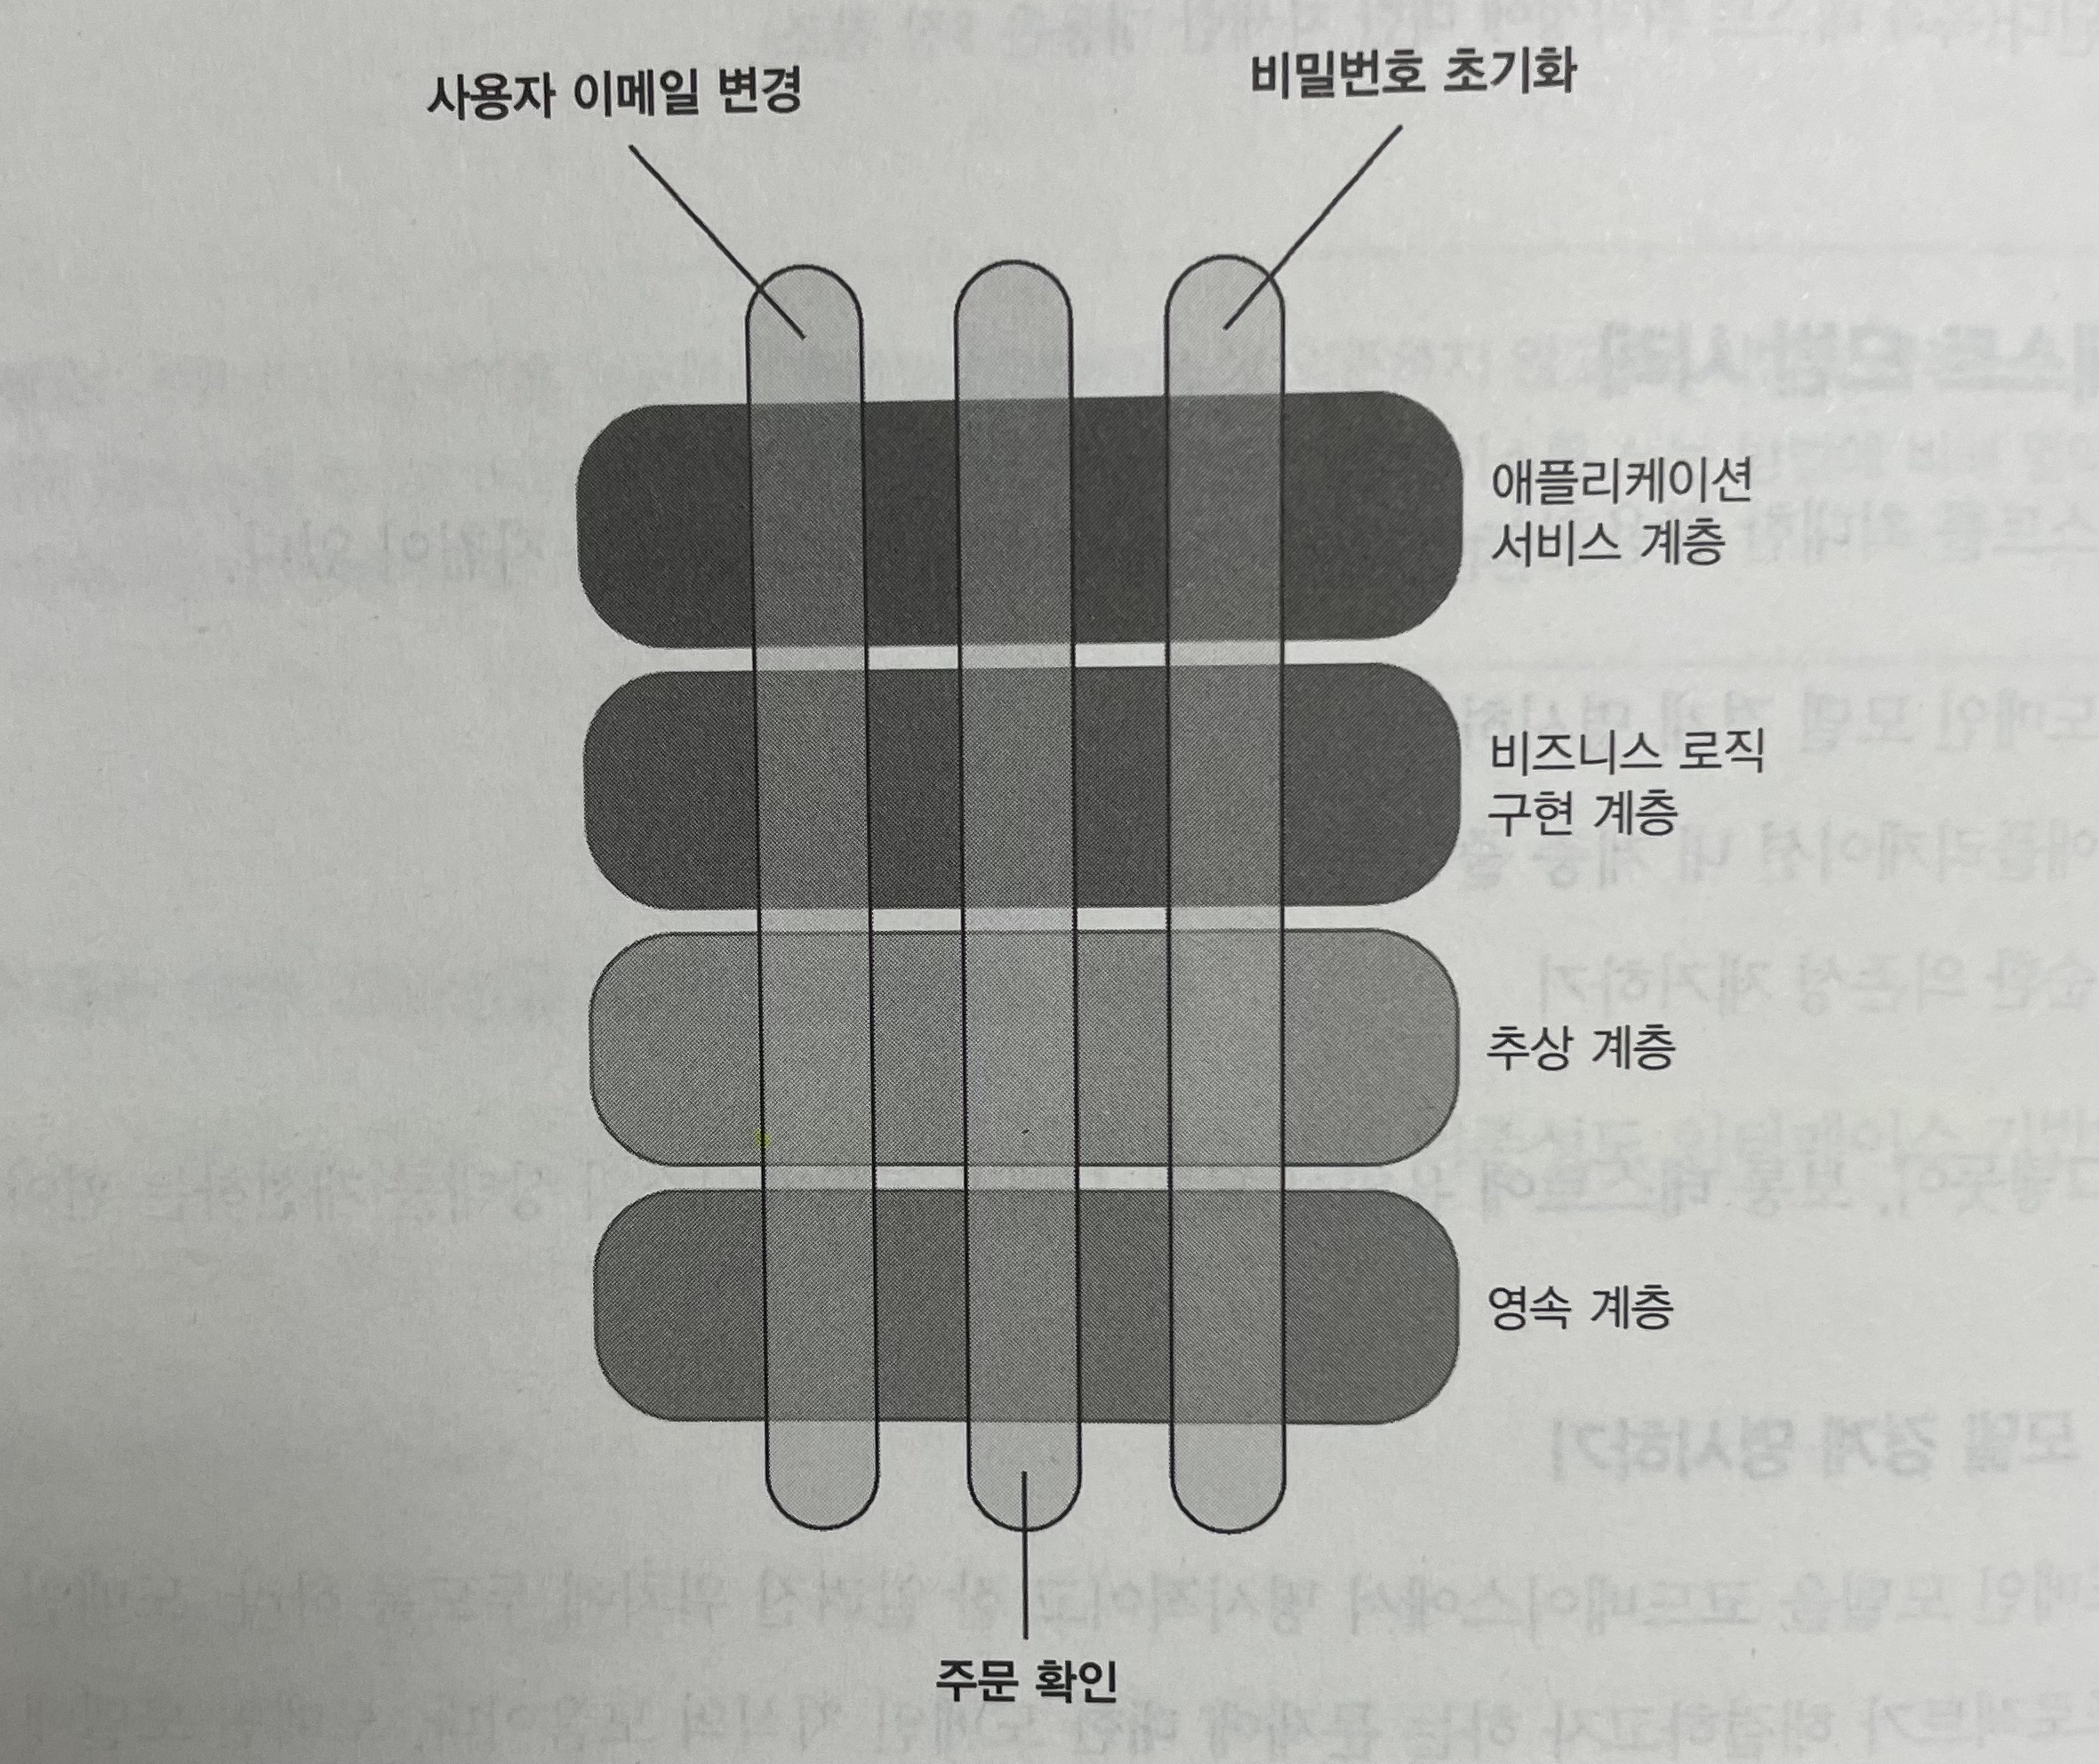 사용자 이메일 변경
비밀번호 초기화
애플리케이션
서비스 계층
비즈니스 로직
구현 계층
추상 계층
영속 계층
주문 확인